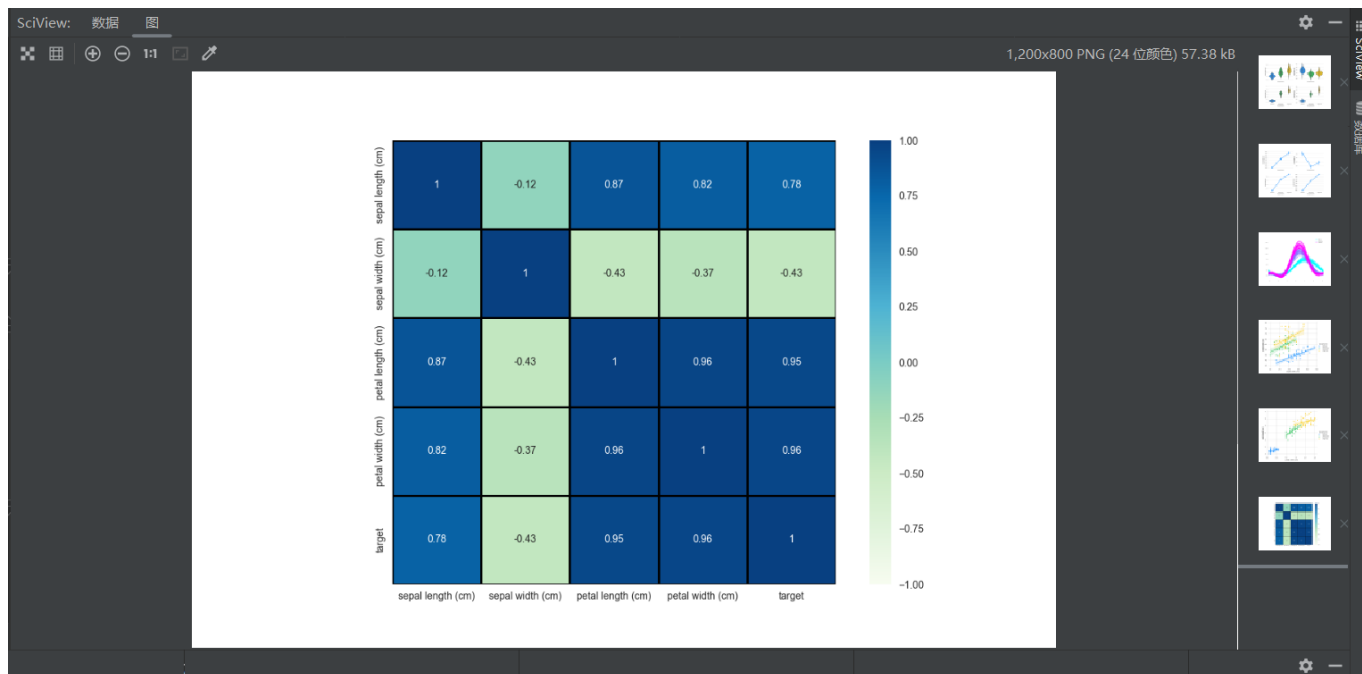 SciView: 数据 图
1:1
1,200x800 PNG (24 位颜色) 57.38 kB
SciView
数据库
sepal length (cm) 1 -0.12 0.87 0.82 0.78
sepal width (cm) -0.12 1 -0.43 -0.37 -0.43
petal length (cm) 0.87 -0.43 1 0.96 0.95
petal width (cm) 0.82 -0.37 0.96 1 0.96
target 0.78 -0.43 0.95 0.96 1
sepal length (cm) sepal width (cm) petal length (cm) petal width (cm) target
1.00
0.75
0.50
0.25
0.00
−0.25
−0.50
−0.75
−1.00